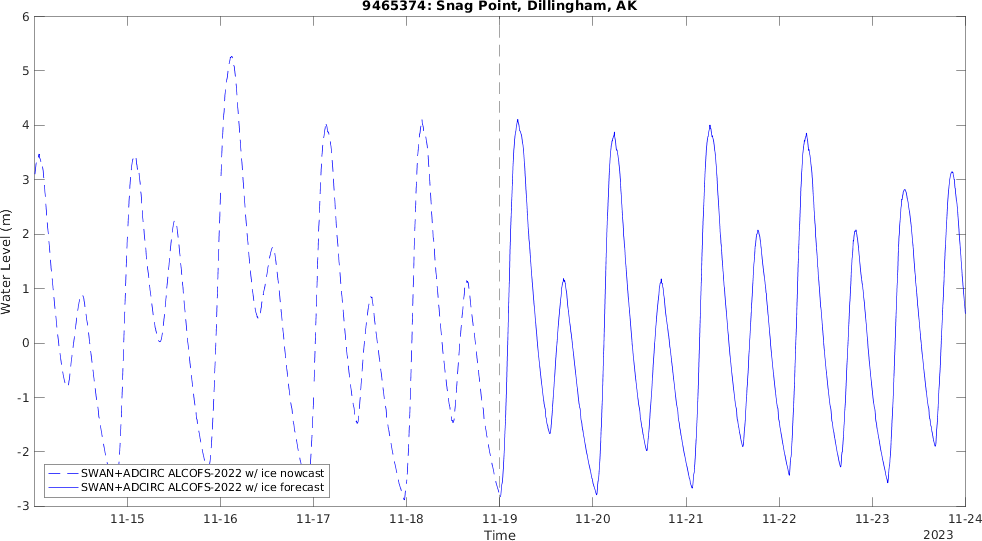 9465374: Snag Point, Dillingham, AK
6
5
4
3
2
1
0
-1
-2
-3
Water Level (m)
SWAN+ADCIRC ALCOFS-2022 w/ ice nowcast
SWAN+ADCIRC ALCOFS-2022 w/ ice forecast
11-15 11-16 11-17 11-18 11-19 11-20 11-21 11-22 11-23 11-24
Time
2023